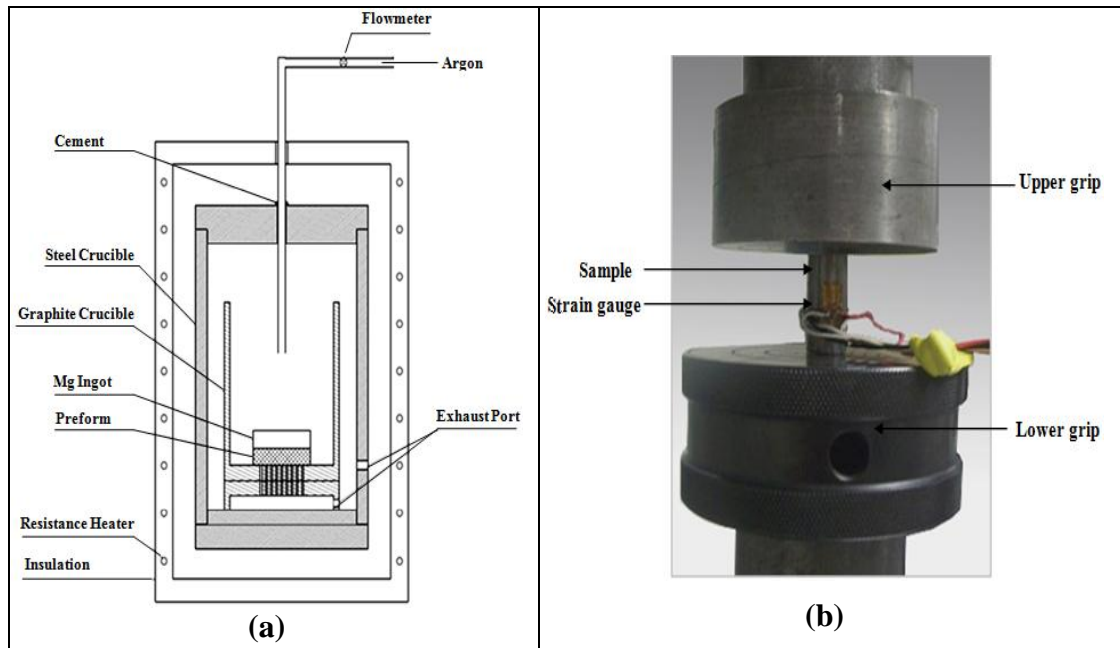 Flowmeter
Argon
Cement
Steel Crucible
Graphite Crucible
Mg Ingot
Preform
Exhaust Port
Resistance Heater
Insulation
(a)
Upper grip
Sample
Strain gauge
Lower grip
(b)